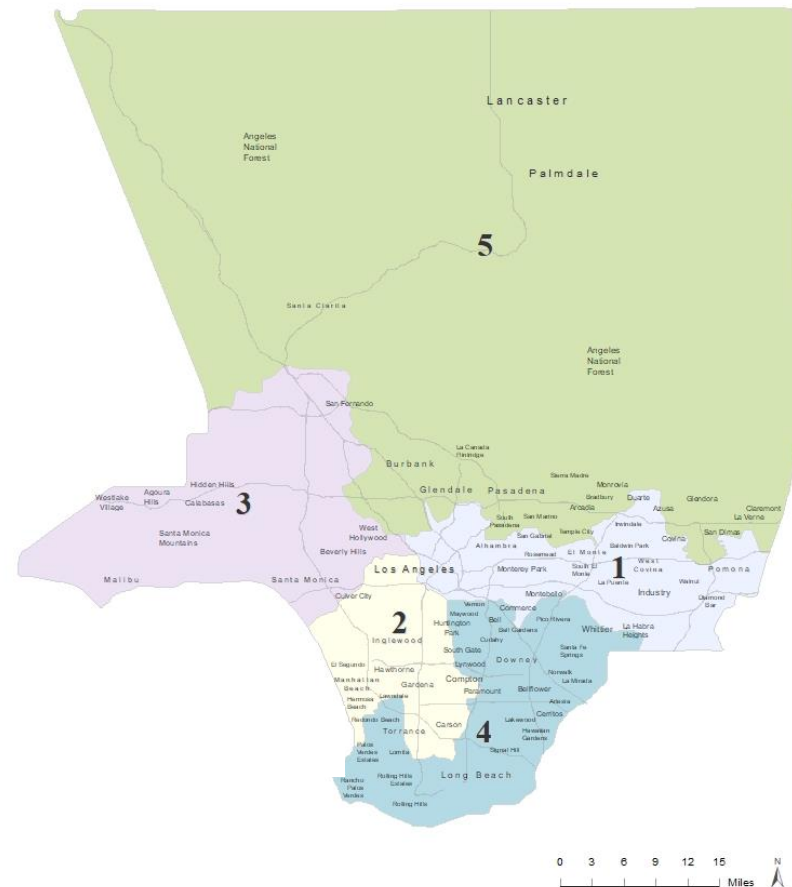 Lancaster
Angeles
National
Forest
Palmdale
5
Santa Clarita
Angeles
National
Forest
San Fernando
La Canada
Flintridge
Burbank
Sierra Madre
Glendale
Pasadena
Monrovia
Bradbury
Duarte
Glendora
Hidden Hills
Agoura
Hills
Westlake
Village
Calabasas
3
Arcadia
Azusa
Claremont
La Verne
South
Pasadena
San Marino
Temple City
Irwindale
San Dimas
Santa Monica
Mountains
West
Hollywood
San Gabriel
Covina
Alhambra
Rosemead
El Monte
Baldwin Park
Beverly Hills
Los Angeles
Monterey Park
South El
Monte
1
West
Covina
Pomona
Malibu
Santa Monica
La Puente
Walnut
Culver City
Montebello
Industry
Diamond
Bar
Vernon
Maywood
Commerce
2
Huntington
Park
Bell
Bell Gardens
Pico Rivera
Whittier
La Habra
Heights
Inglewood
Cudahy
South Gate
Santa Fe
Springs
El Segundo
Hawthorne
Lynwood
Downey
Norwalk
La Mirada
Manhattan
Beach
Gardena
Compton
Paramount
Bellflower
Lawndale
Hermosa
Beach
Artesia
Cerritos
Redondo Beach
Carson
Lakewood
Torrance
4
Hawaiian
Gardens
Palos
Verdes
Estates
Lomita
Signal Hill
Long Beach
Rancho
Palos
Verdes
Rolling Hills
Estates
Rolling Hills
0 3 6 9 12 15
Miles
N